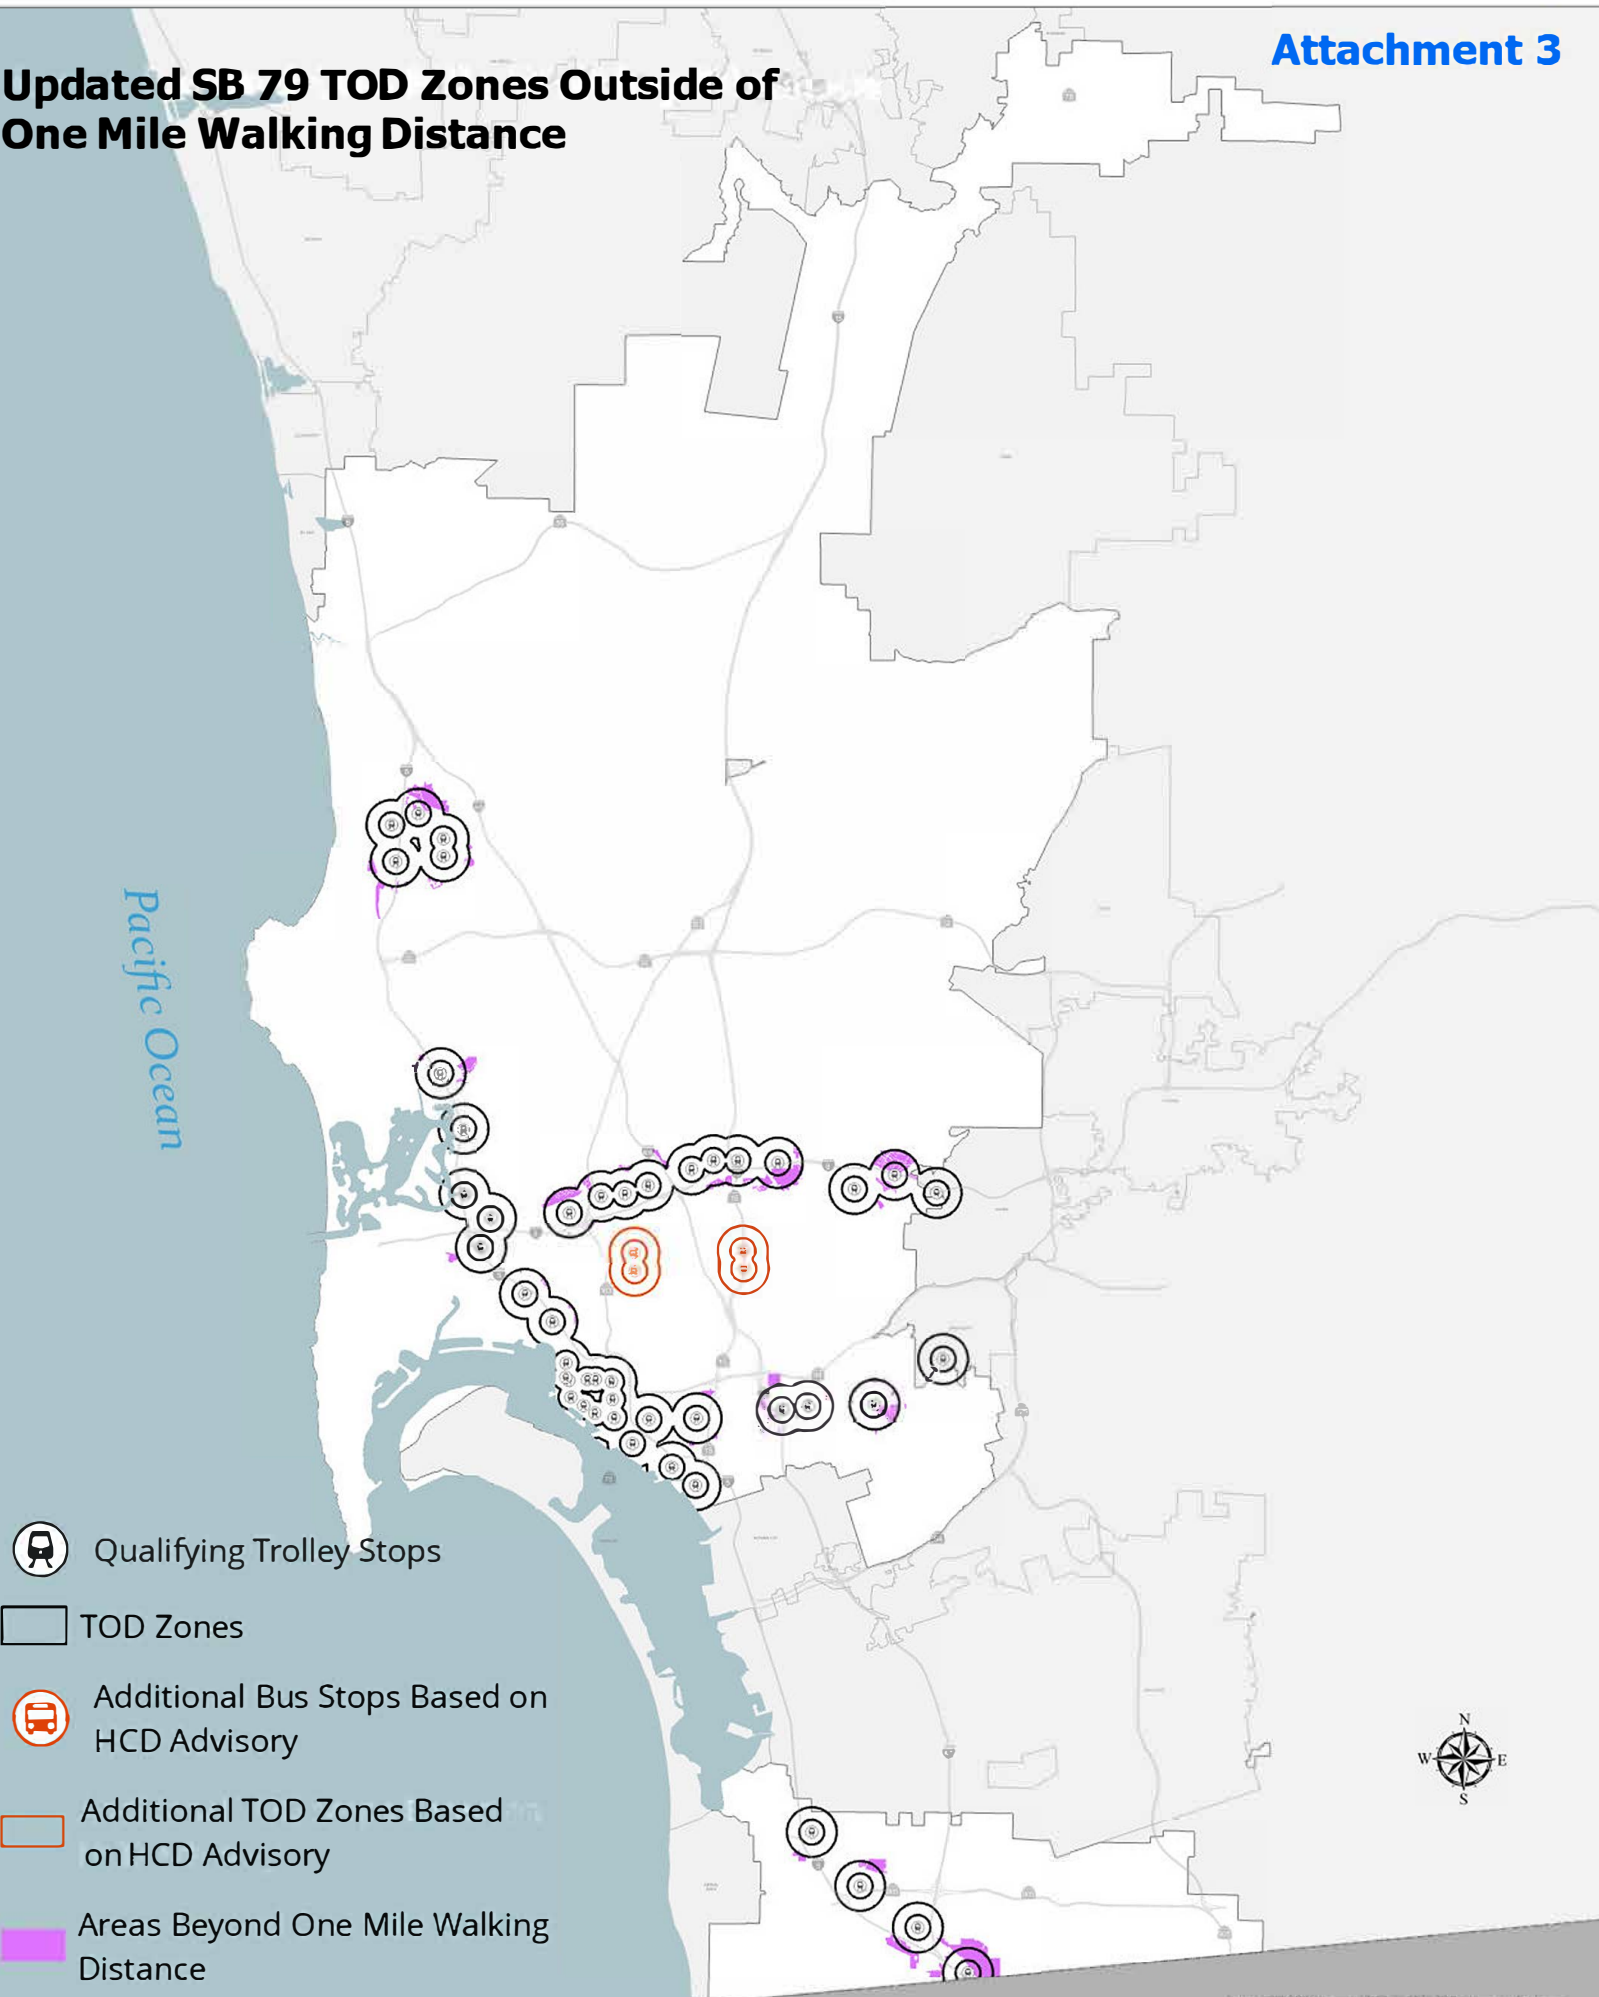 Attachment 3
Updated SB 79 TOD Zones Outside of
One Mile Walking Distance
Pacific Ocean
Qualifying Trolley Stops
TOD Zones
Additional Bus Stops Based on
HCD Advisory
Additional TOD Zones Based
on HCD Advisory
Areas Beyond One Mile Walking
Distance
N
W E
S